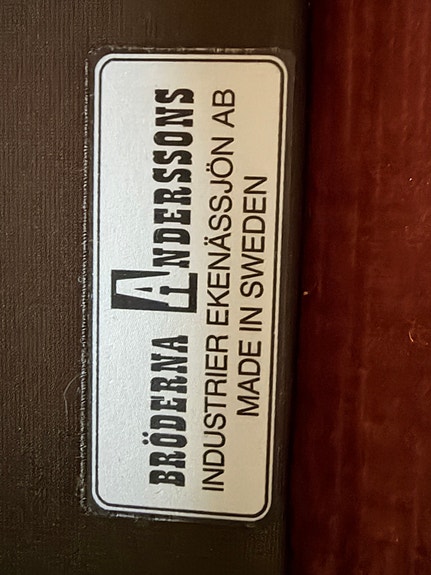 BRÖDERNA ANDERSSONS
INDUSTRIER EKENÄSSJÖN AB
MADE IN SWEDEN